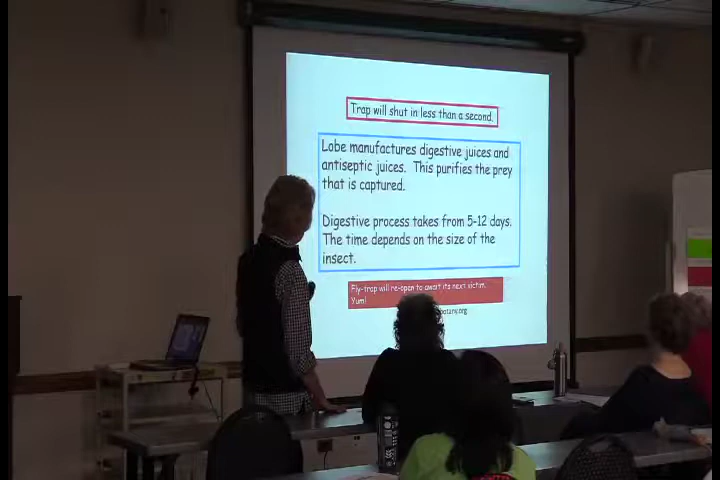 Trap will shut in less than a second.
Lobe manufactures digestive juices and
antiseptic juices.  This purifies the prey
that is captured.
Digestive process takes from 5-12 days.
The time depends on the size of the
insect.
Fly-trap will re-open to await its next victim.
Yum!